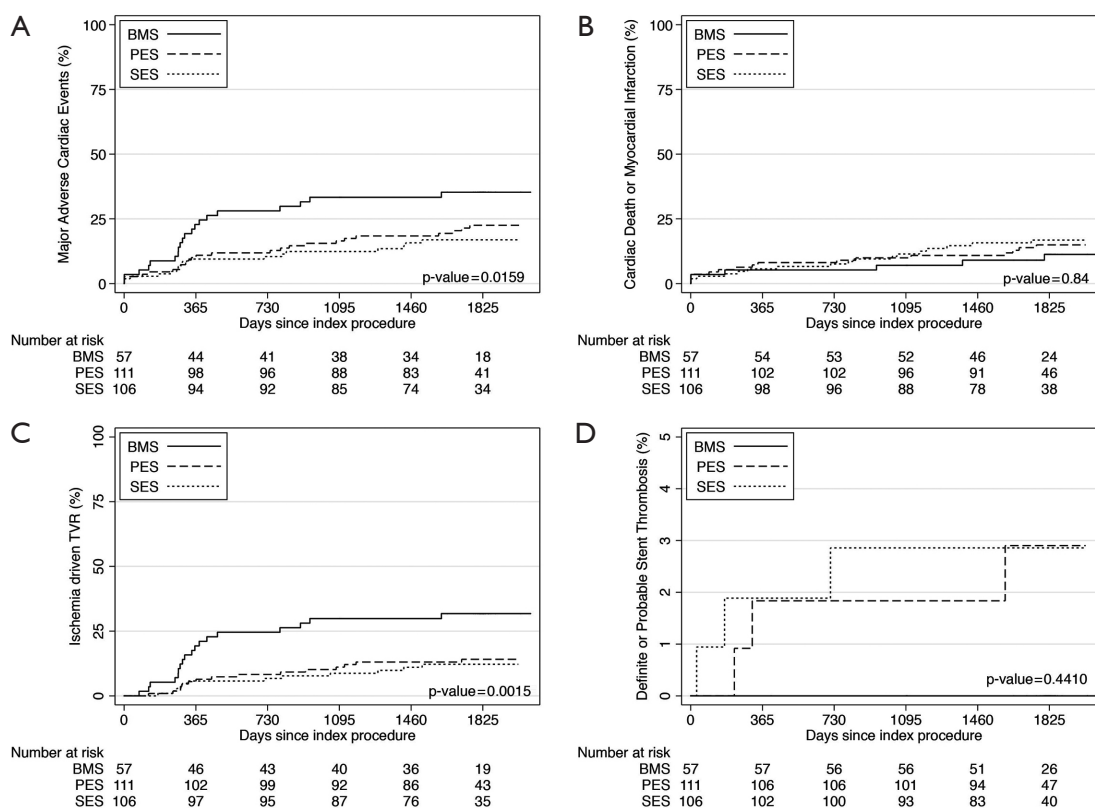 A
Major Adverse Cardiac Events (%)
100
75
50
25
0
BMS
PES
SES
p-value=0.0159
0 365 730 1095 1460 1825
Days since index procedure
Number at risk
BMS 57 44 41 38 34 18
PES 111 98 96 88 83 41
SES 106 94 92 85 74 34
B
Cardiac Death or Myocardial Infarction (%)
100
75
50
25
0
BMS
PES
SES
p-value=0.84
0 365 730 1095 1460 1825
Days since index procedure
Number at risk
BMS 57 54 53 52 46 24
PES 111 102 102 96 91 46
SES 106 98 96 88 78 38
C
Ischemia driven TVR (%)
100
75
50
25
0
BMS
PES
SES
p-value=0.0015
0 365 730 1095 1460 1825
Days since index procedure
Number at risk
BMS 57 46 43 40 36 19
PES 111 102 99 92 86 43
SES 106 97 95 87 76 35
D
Definite or Probable Stent Thrombosis (%)
5
4
3
2
1
0
BMS
PES
SES
p-value=0.4410
0 365 730 1095 1460 1825
Days since index procedure
Number at risk
BMS 57 57 56 56 51 26
PES 111 106 106 101 94 47
SES 106 102 100 93 83 40